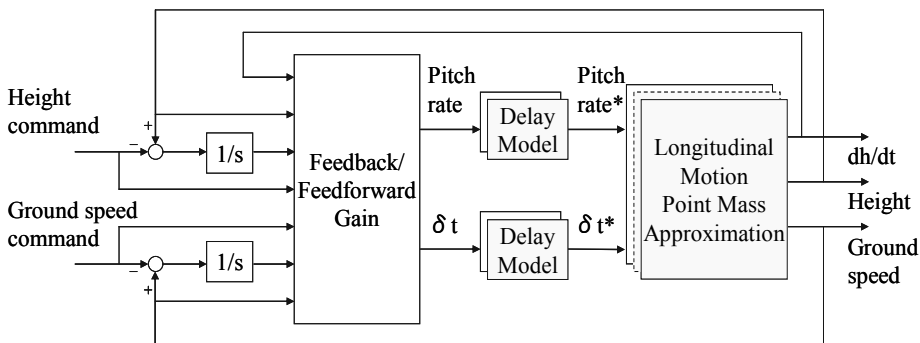 Height
command
+
−
1/s
Ground speed
command
−
+
1/s
Feedback/
Feedforward
Gain
Pitch
rate
Delay
Model
Pitch
rate*
δ t
Delay
Model
δ t*
Longitudinal
Motion
Point Mass
Approximation
dh/dt
Height
Ground
speed